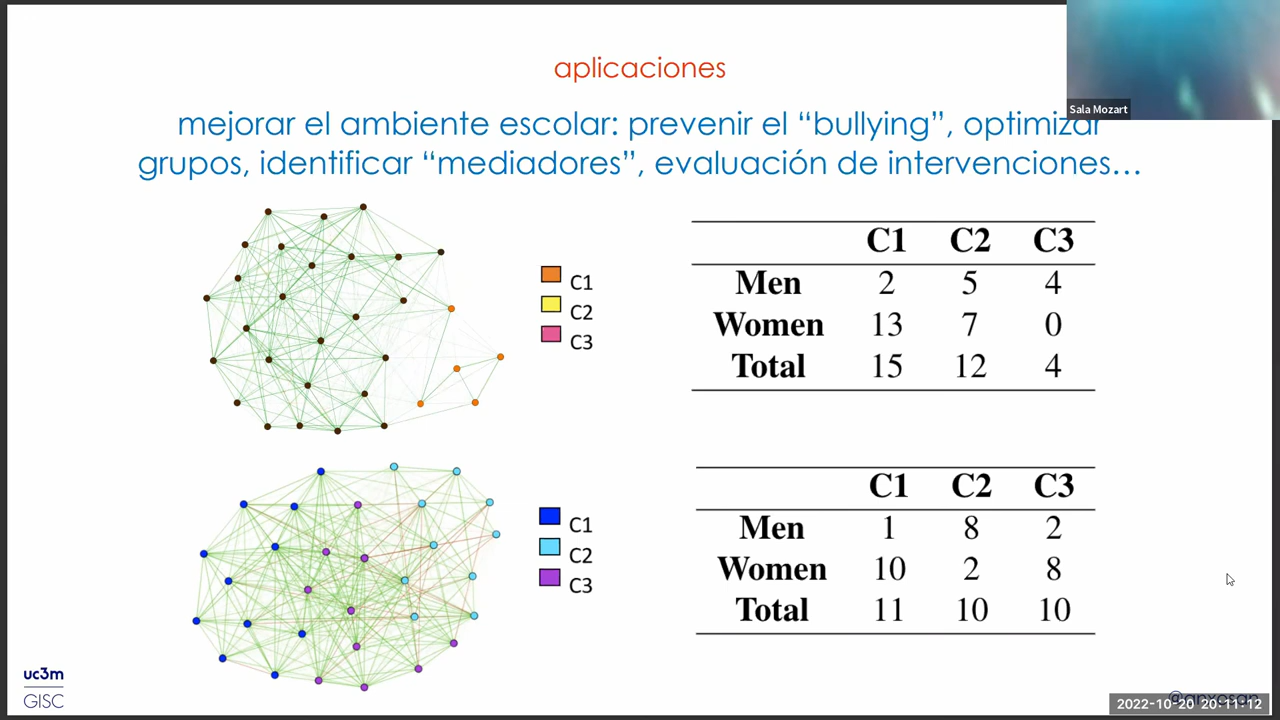 aplicaciones
Sala Mozart
mejorar el ambiente escolar: prevenir el “bullying”, optimizar
grupos, identificar “mediadores”, evaluación de intervenciones…
C1
C2
C3
C1 C2 C3
Men 2 5 4
Women 13 7 0
Total 15 12 4
C1
C2
C3
C1 C2 C3
Men 1 8 2
Women 10 2 8
Total 11 10 10
uc3m
GISC
2022-10-20 20:11:12